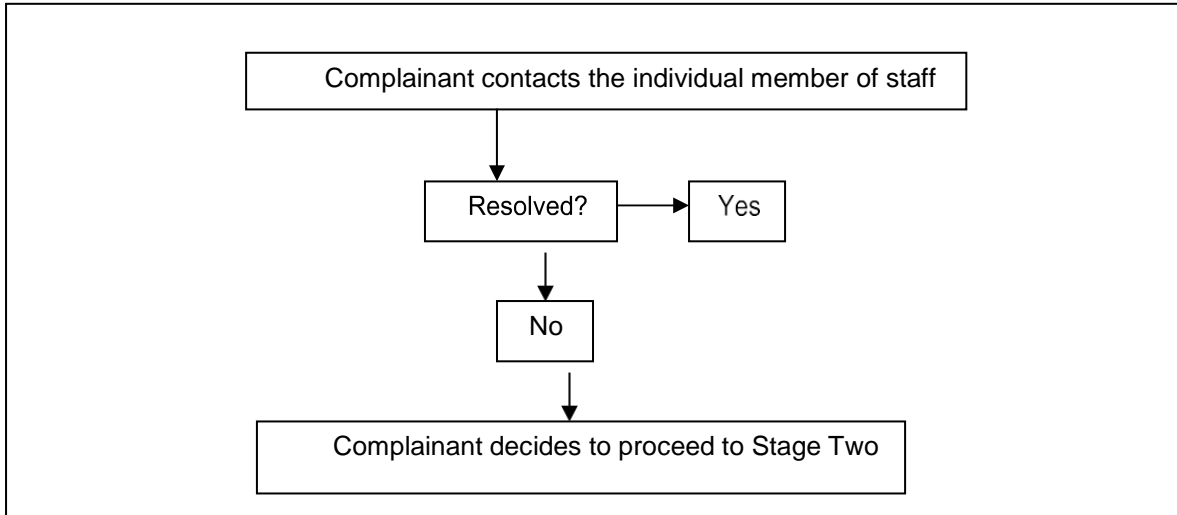 Complainant contacts the individual member of staff
Resolved?
Yes
No
Complainant decides to proceed to Stage Two